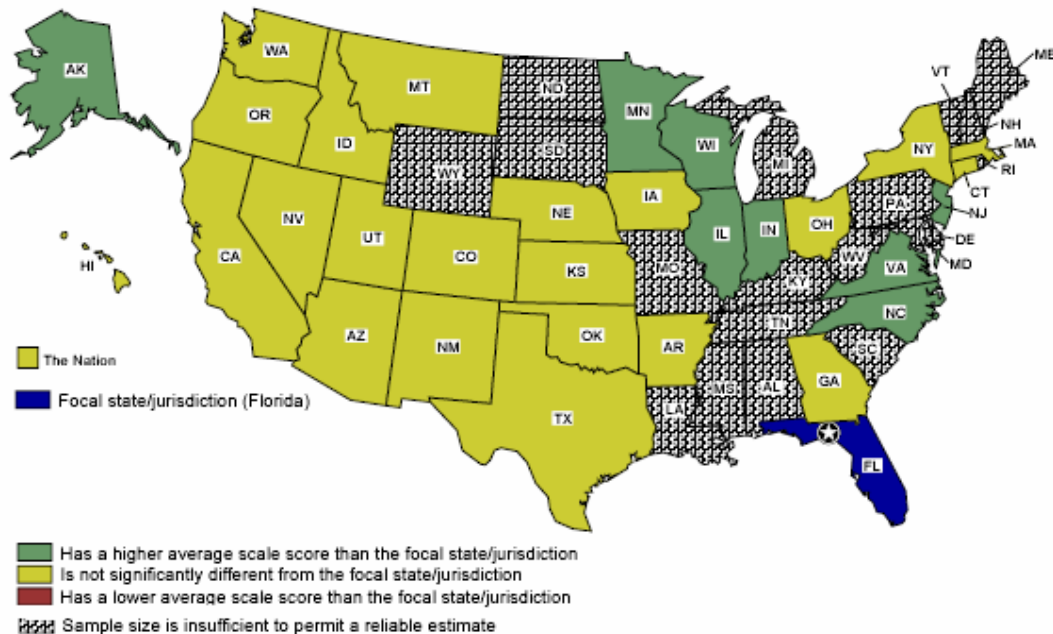 AK
WA
MT
ND
MN
VT
ME
OR
ID
SD
WI
MI
NY
NH
MA
RI
CT
WY
IA
PA
NJ
NV
UT
NE
IL
IN
OH
DE
MD
HI
CA
CO
KS
MO
WV
VA
KY
NC
AZ
NM
OK
AR
TN
SC
MS
AL
GA
The Nation
LA
TX
Focal state/jurisdiction (Florida)
FL
Has a higher average scale score than the focal state/jurisdiction
Is not significantly different from the focal state/jurisdiction
Has a lower average scale score than the focal state/jurisdiction
Sample size is insufficient to permit a reliable estimate